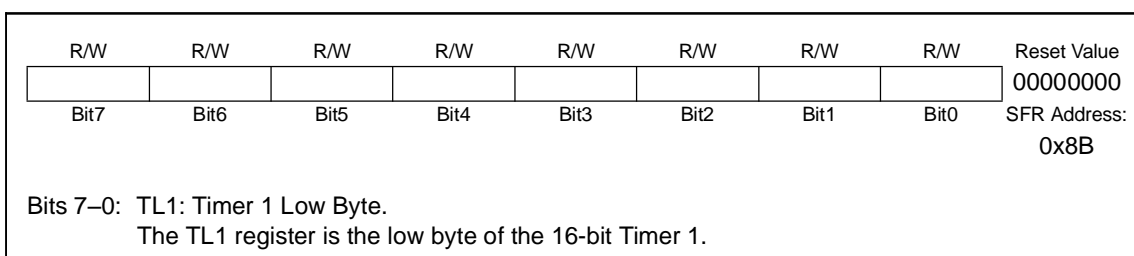 R/W R/W R/W R/W R/W R/W R/W R/W Reset Value
00000000
Bit7 Bit6 Bit5 Bit4 Bit3 Bit2 Bit1 Bit0 SFR Address:
0x8B
Bits 7–0: TL1: Timer 1 Low Byte.
The TL1 register is the low byte of the 16-bit Timer 1.